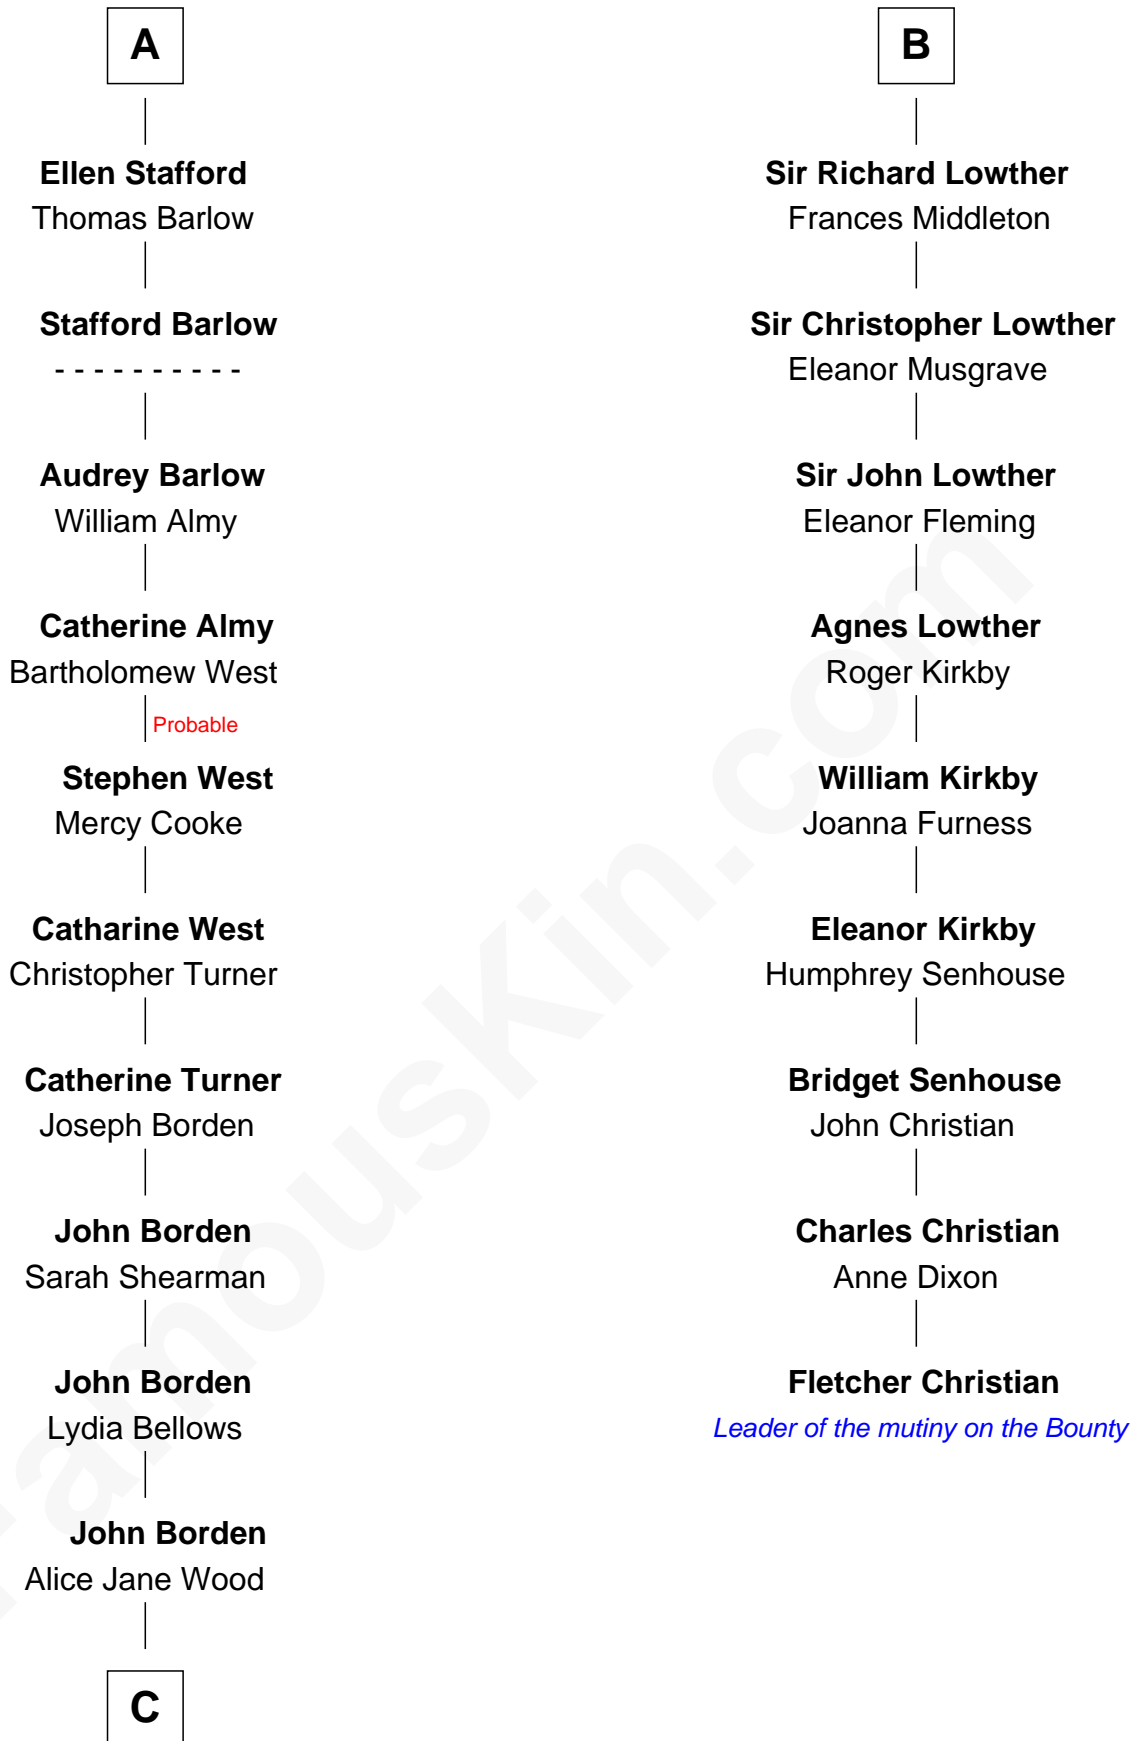 A
Ellen Stafford
Thomas Barlow
Stafford Barlow
- - - - - - - - - -
Audrey Barlow
William Almy
Catherine Almy
Bartholomew West
Probable
Stephen West
Mercy Cooke
Catharine West
Christopher Turner
Catherine Turner
Joseph Borden
John Borden
Sarah Shearman
John Borden
Lydia Bellows
John Borden
Alice Jane Wood
C
B
Sir Richard Lowther
Frances Middleton
Sir Christopher Lowther
Eleanor Musgrave
Sir John Lowther
Eleanor Fleming
Agnes Lowther
Roger Kirkby
William Kirkby
Joanna Furness
Eleanor Kirkby
Humphrey Senhouse
Bridget Senhouse
John Christian
Charles Christian
Anne Dixon
Fletcher Christian
Leader of the mutiny on the Bounty
FamousKin.com